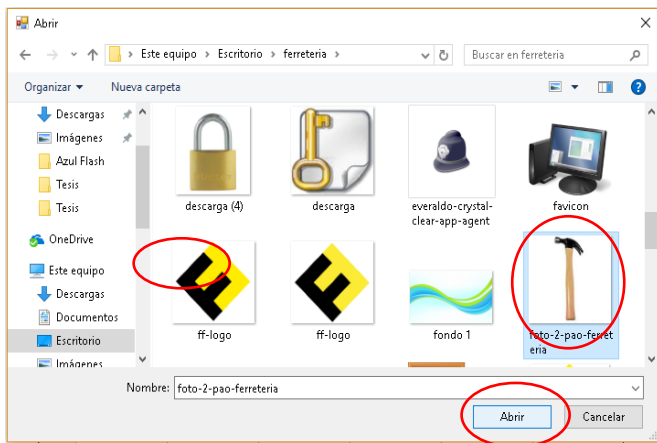 Abrir
Este equipo > Escritorio > ferreteria >
Buscar en ferreteria
Organizar
Nueva carpeta
Descargas
Imágenes
Azul Flash
Tesis
Tesis
OneDrive
Este equipo
Descargas
Documentos
Escritorio
Imágenes
descarga (4)
descarga
everaldo-crystal-
clear-app-agent
favicon
ff-logo
ff-logo
fondo 1
foto-2-pao-ferret
eria
Nombre: foto-2-pao-ferreteria
Abrir
Cancelar